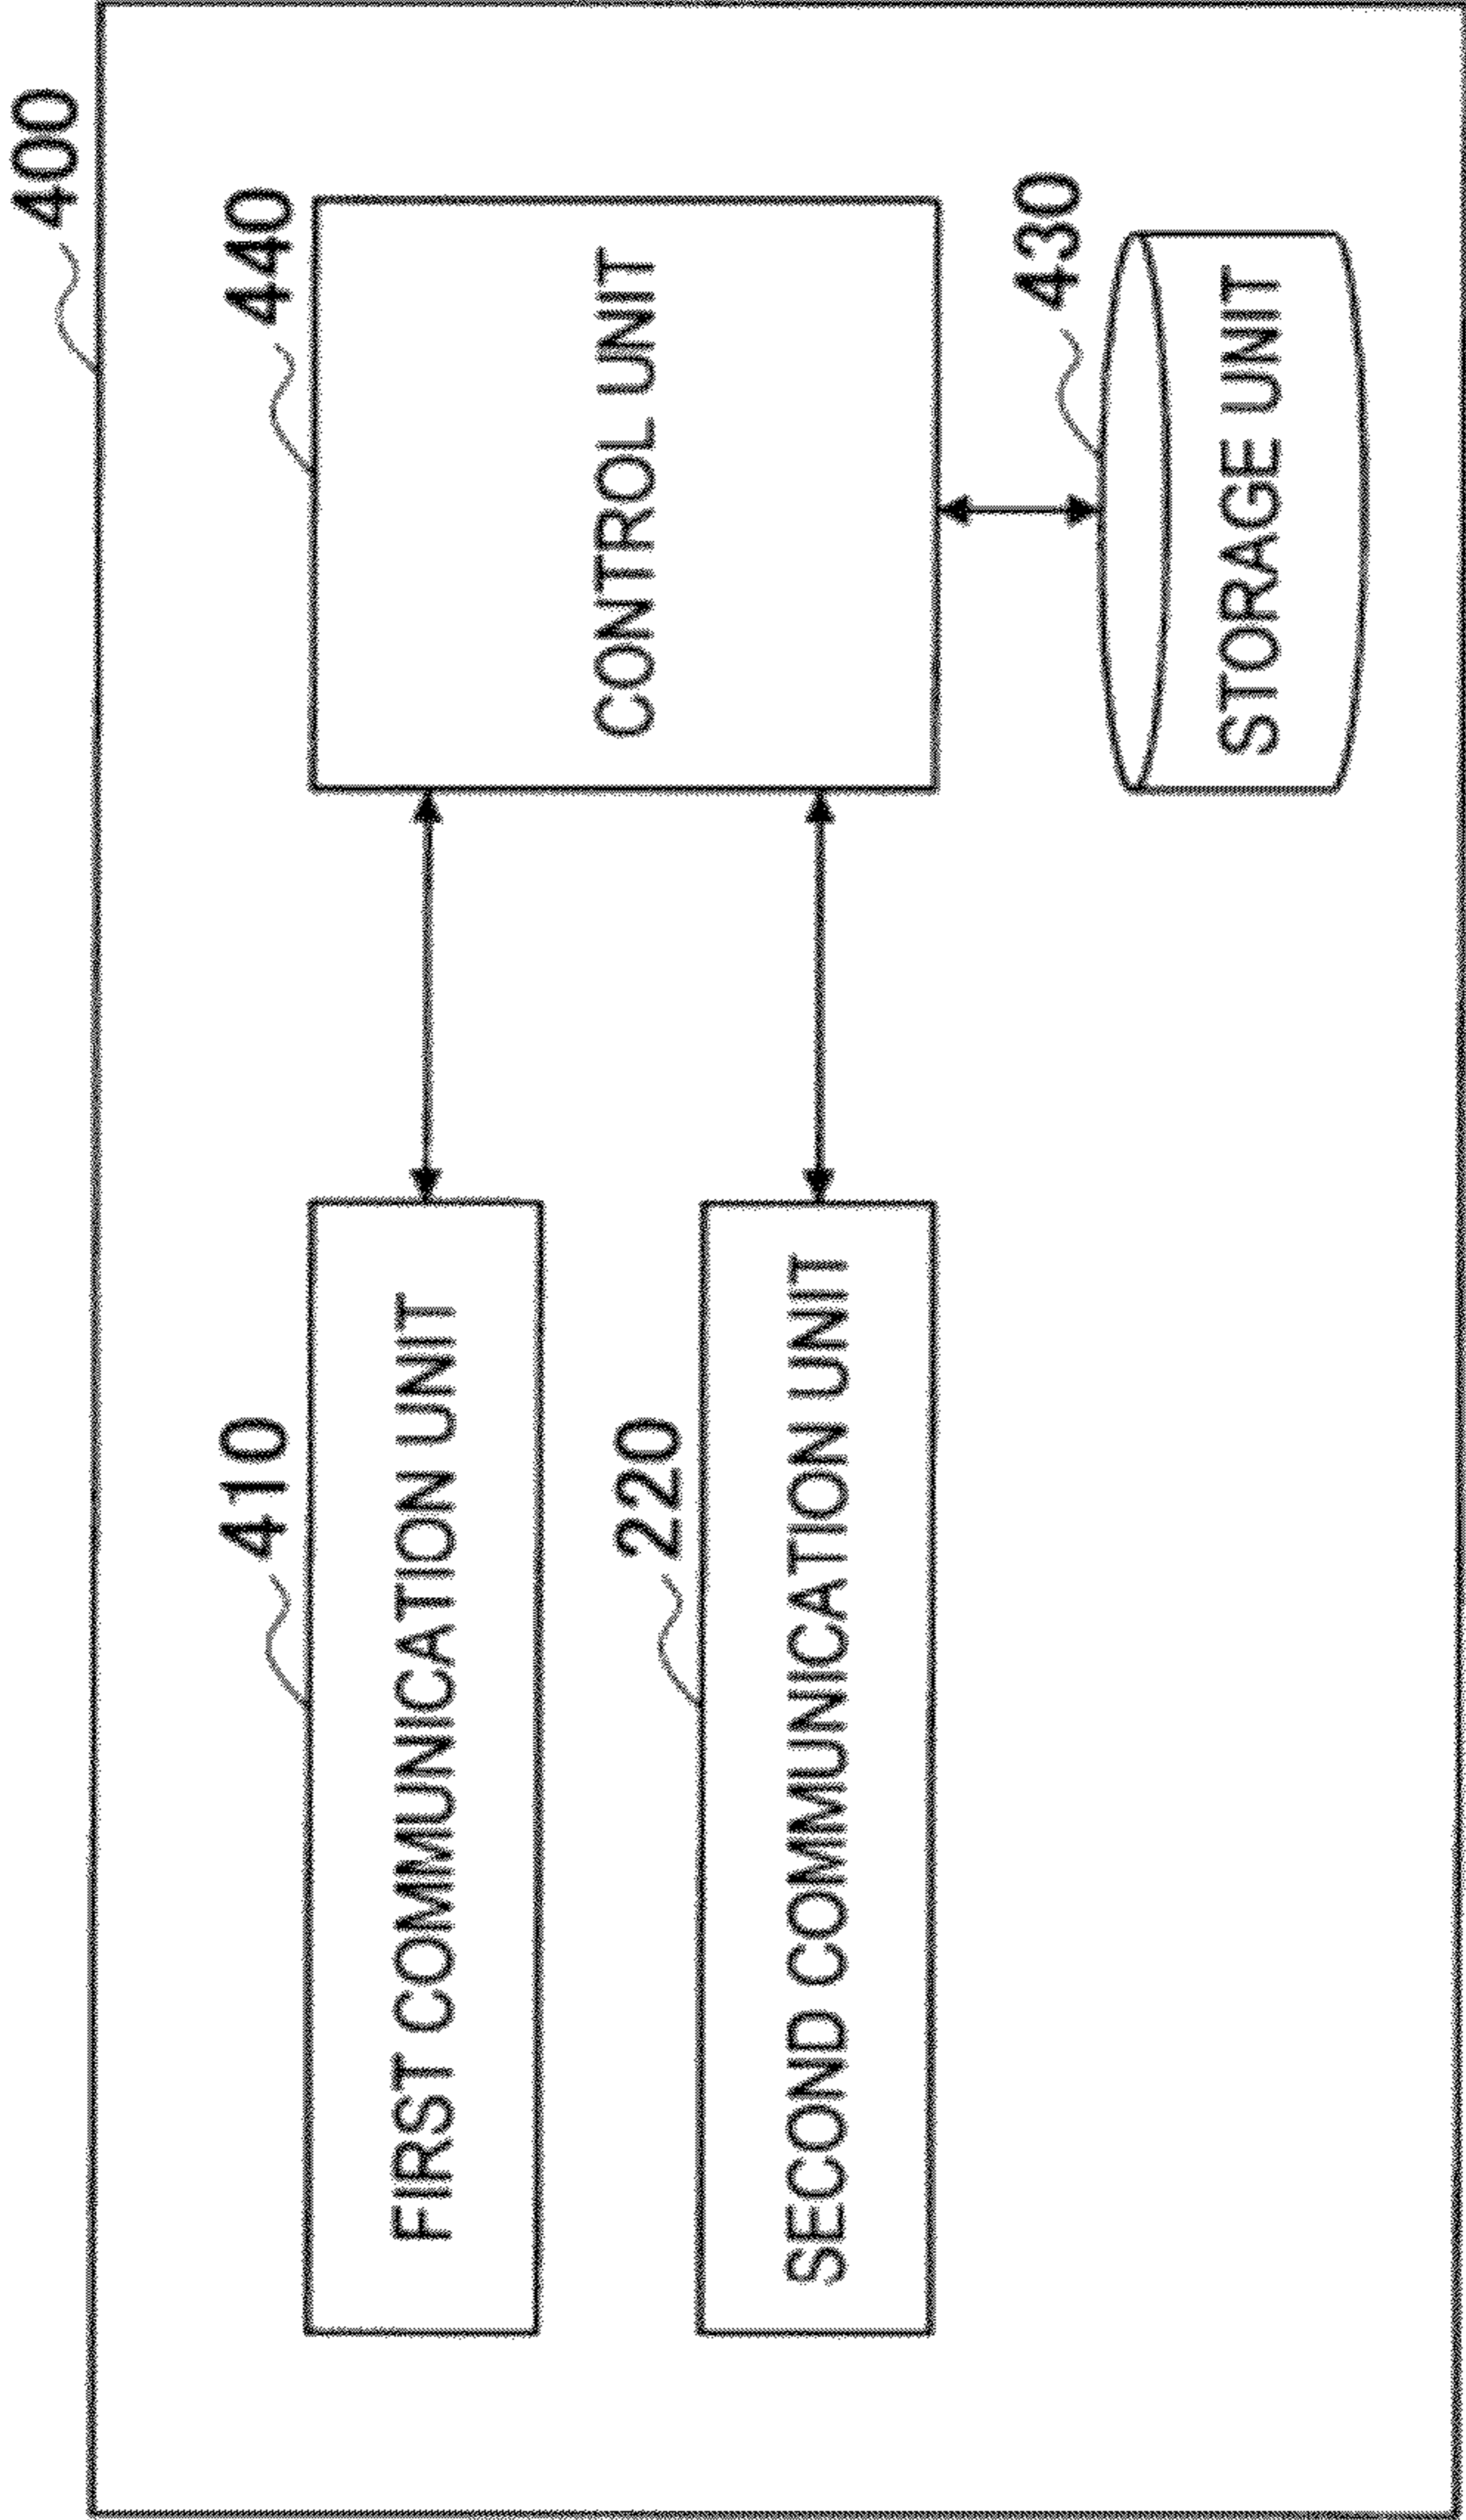 400
410
FIRST COMMUNICATION UNIT
440
CONTROL UNIT
220
SECOND COMMUNICATION UNIT
430
STORAGE UNIT